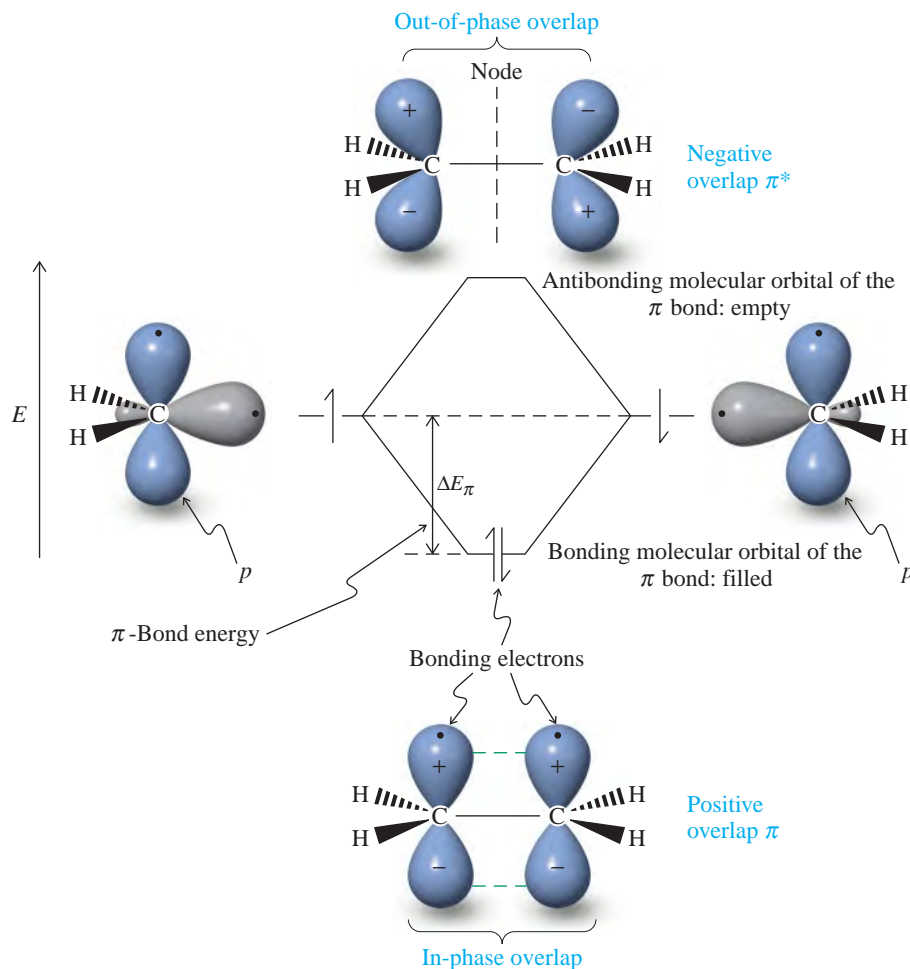 Out-of-phase overlap
Node
+
−
H
H
C
C
H
H
−
+
Negative
overlap π*
E
Antibonding molecular orbital of the
π bond: empty
H
H
C
C
H
H
ΔEπ
p
p
Bonding molecular orbital of the
π bond: filled
π-Bond energy
Bonding electrons
+
+
H
H
C
C
H
H
−
−
Positive
overlap π
In-phase overlap